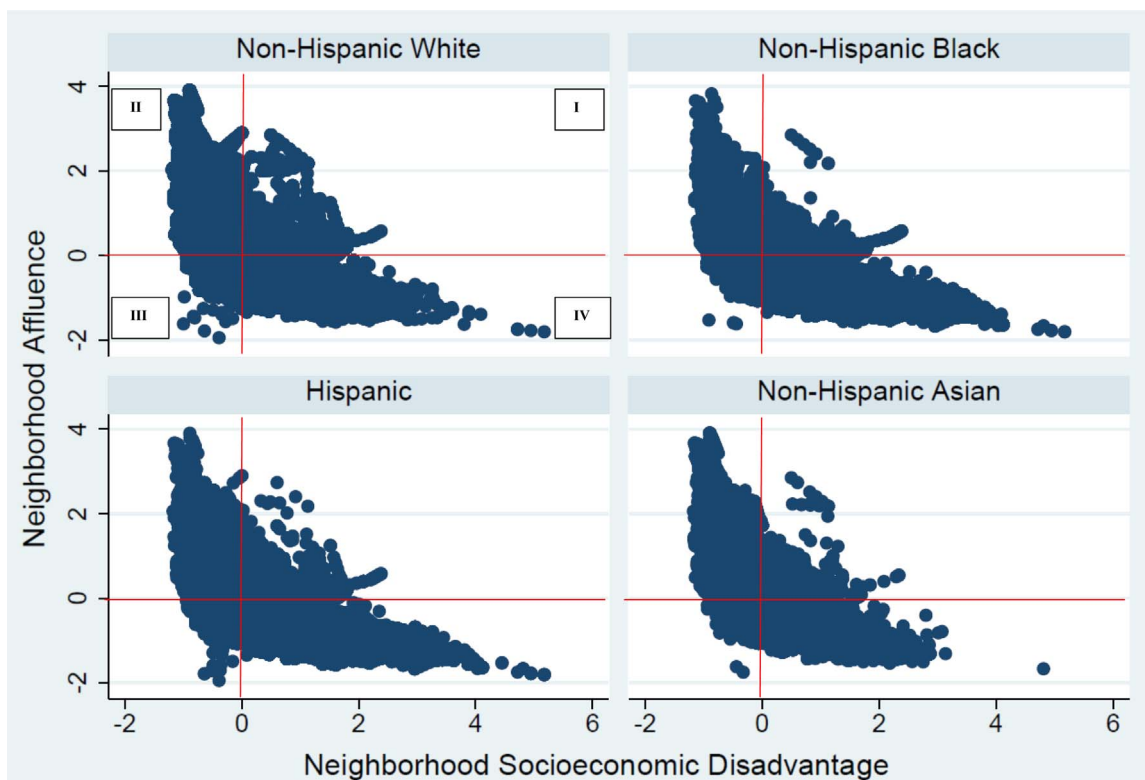 Non-Hispanic White
Non-Hispanic Black
II
I
III
IV
4
2
0
-2
Hispanic
Non-Hispanic Asian
4
2
0
-2
-2 0 2 4 6
-2 0 2 4 6
Neighborhood Affluence
Neighborhood Socioeconomic Disadvantage